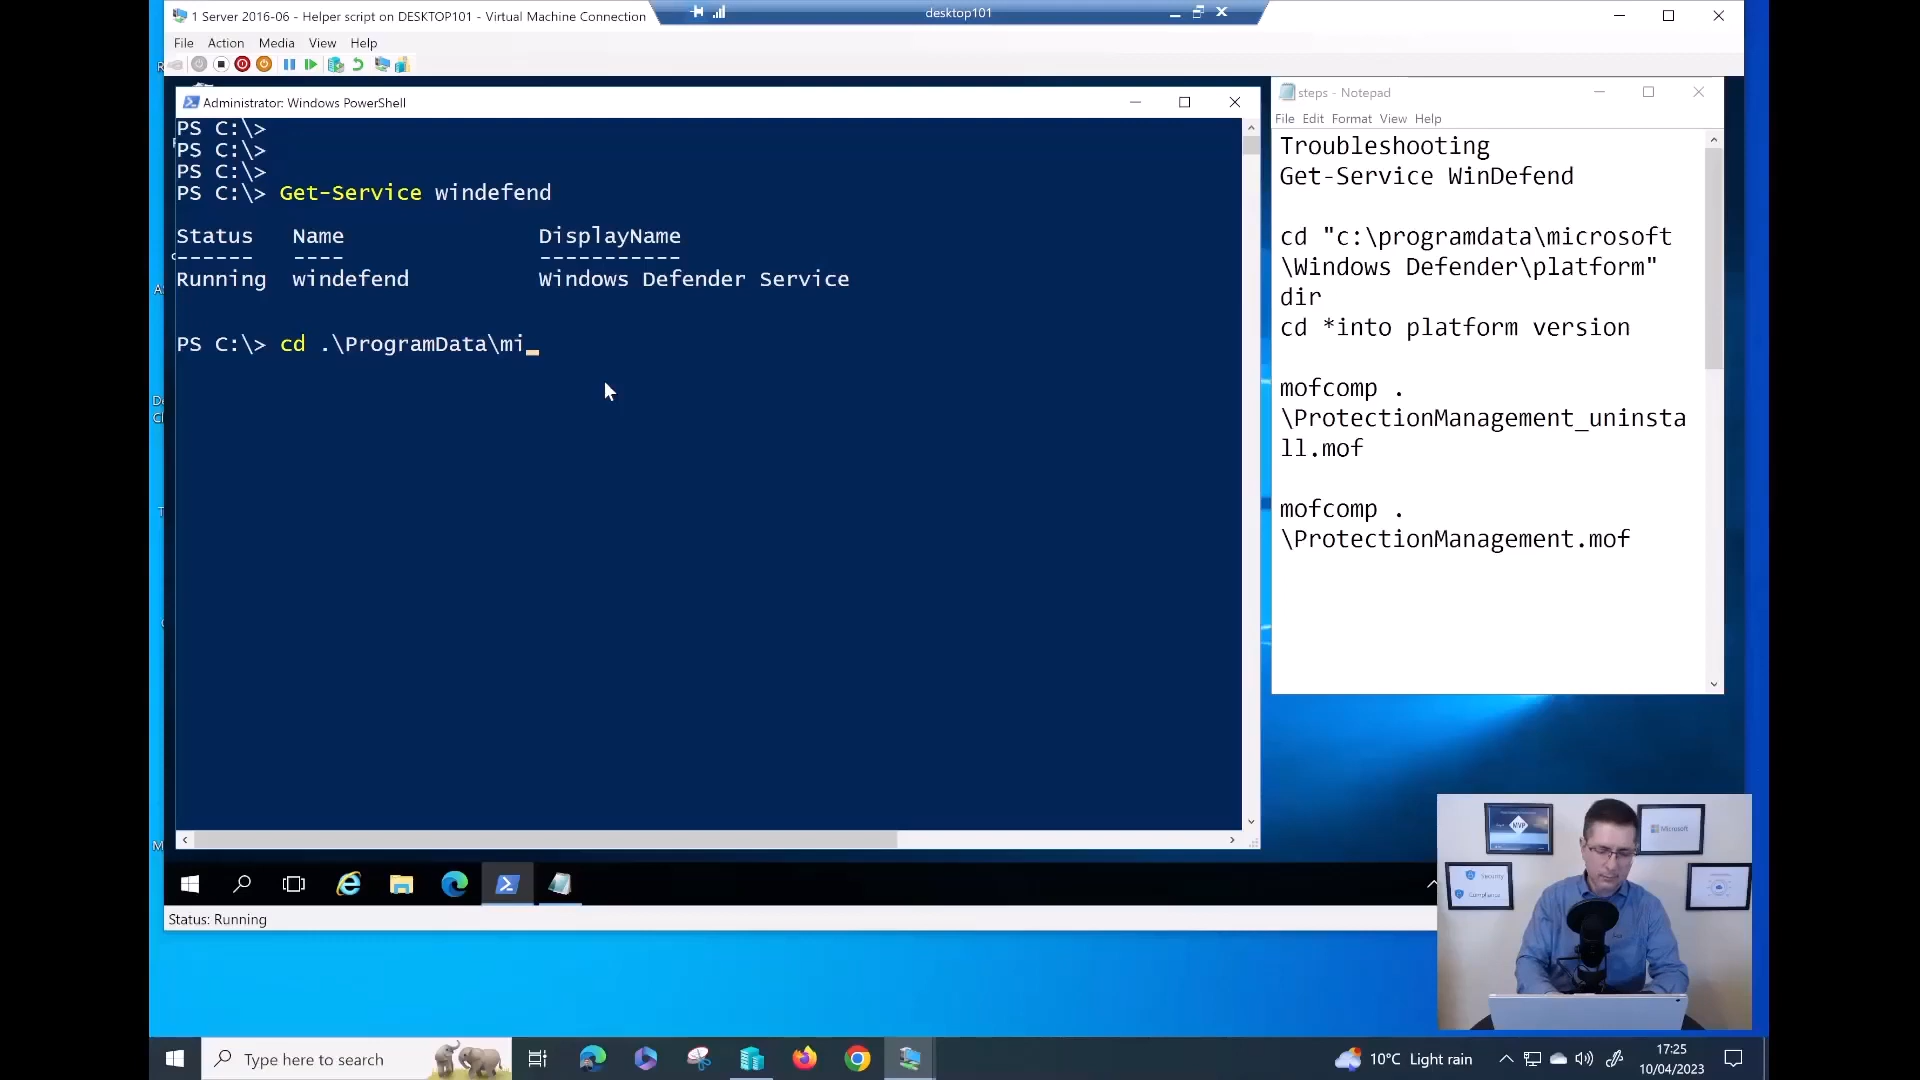 1 Server 2016-06 - Helper script on DESKTOP101 - Virtual Machine Connection
desktop101
File Action Media View Help
Administrator: Windows PowerShell
PS C:\>
PS C:\>
PS C:\>
PS C:\> Get-Service windefend
Status Name DisplayName
------ ---- -----------
Running windefend Windows Defender Service
PS C:\> cd .\ProgramData\mi
steps - Notepad
File Edit Format View Help
Troubleshooting
Get-Service WinDefend
cd "c:\programdata\microsoft
\Windows Defender\platform"
dir
cd *into platform version
mofcomp .
\ProtectionManagement_uninsta
ll.mof
mofcomp .
\ProtectionManagement.mof
MVP
Microsoft
Security
Compliance
Status: Running
Type here to search
10°C Light rain
17:25
10/04/2023